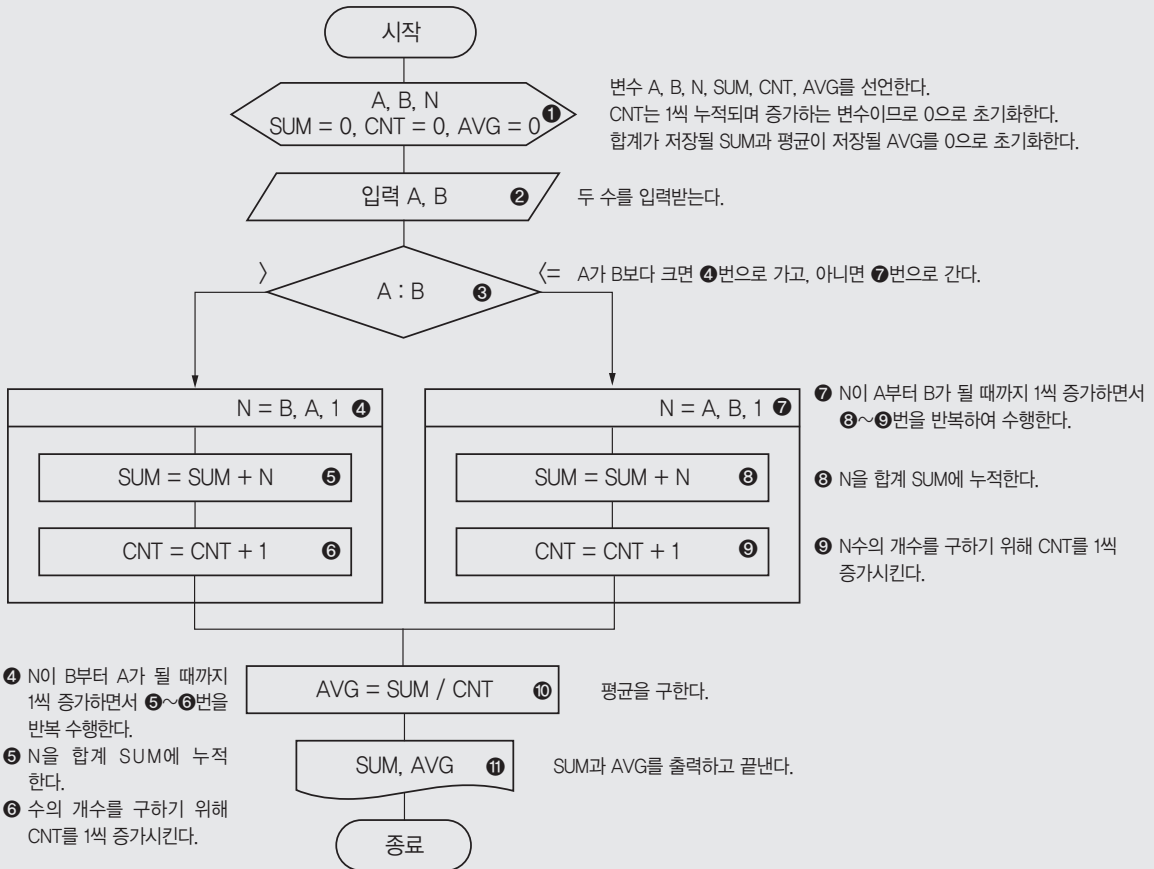 시작
A, B, N
SUM = 0, CNT = 0, AVG = 0 ❶
변수 A, B, N, SUM, CNT, AVG를 선언한다.
CNT는 1씩 누적되며 증가하는 변수이므로 0으로 초기화한다.
합계가 저장될 SUM과 평균이 저장될 AVG를 0으로 초기화한다.
입력 A, B ❷
두 수를 입력받는다.
〉
A : B ❸
〈=
A가 B보다 크면 ❹번으로 가고, 아니면 ❼번으로 간다.
N = B, A, 1 ❹
SUM = SUM + N ❺
CNT = CNT + 1 ❻
N = A, B, 1 ❼
SUM = SUM + N ❽
CNT = CNT + 1 ❾
❼ N이 A부터 B가 될 때까지 1씩 증가하면서
❽~❾번을 반복하여 수행한다.
❽ N을 합계 SUM에 누적한다.
❾ N수의 개수를 구하기 위해 CNT를 1씩
증가시킨다.
❹ N이 B부터 A가 될 때까지
1씩 증가하면서 ❺~❻번을
반복 수행한다.
❺ N을 합계 SUM에 누적
한다.
❻ 수의 개수를 구하기 위해
CNT를 1씩 증가시킨다.
AVG = SUM / CNT ❿
평균을 구한다.
SUM, AVG ⓫
SUM과 AVG를 출력하고 끝낸다.
종료